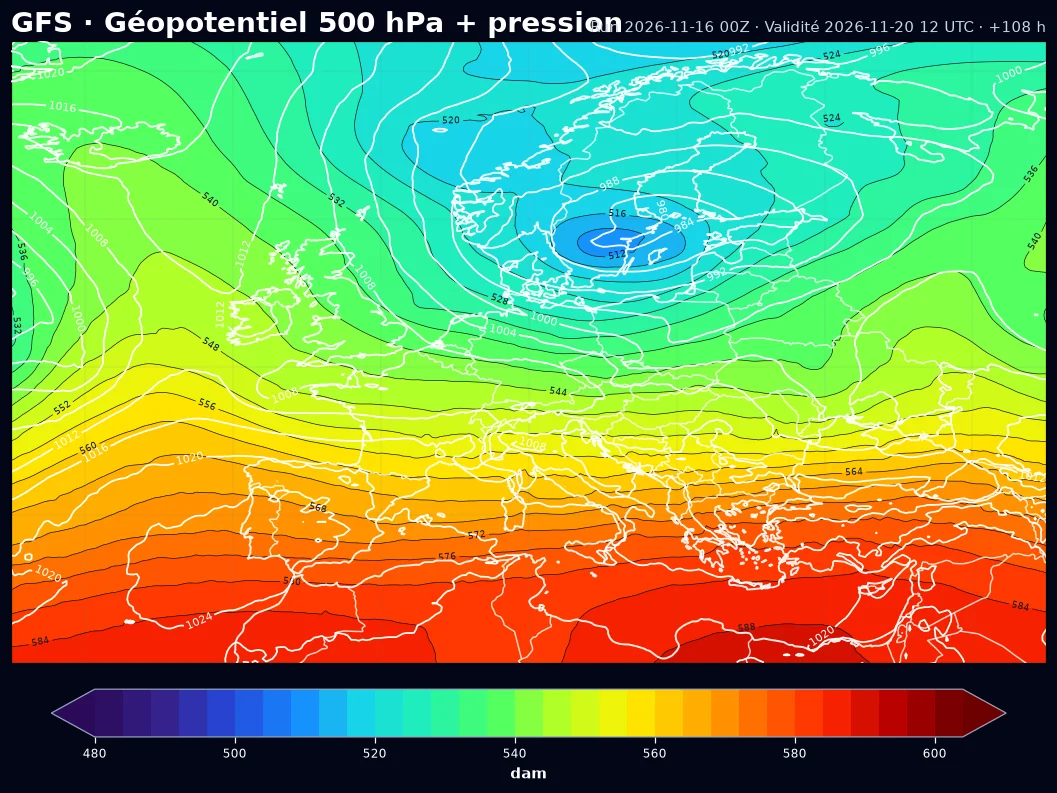 GFS · Géopotentiel 500 hPa + pression
2026-11-16 00Z · Validité 2026-11-20 12 UTC · +108 h
520 992 524 996
1020 1000
1016
520 524
536
988
540 532
516
1004 984
1008 1012 540
536
512
996 1008 992
528
1000 1012 1000
532 1004
548
544
552 556 1008
1012 1008
560
1016 1020 564
568
572
576
1020 580
584
1024 588
584 1020
480 500 520 540 560 580 600
dam